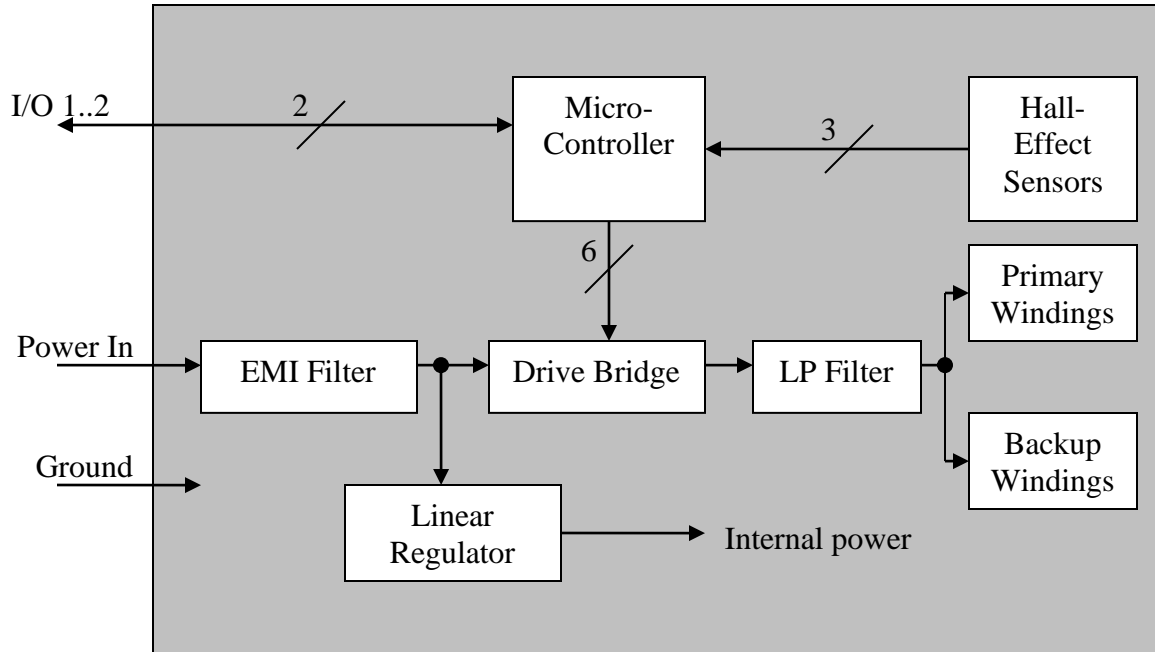 I/O 1..2
2
Micro-
Controller
3
Hall-
Effect
Sensors
6
Primary
Windings
Power In
EMI Filter
Drive Bridge
LP Filter
Ground
Backup
Windings
Linear
Regulator
Internal power